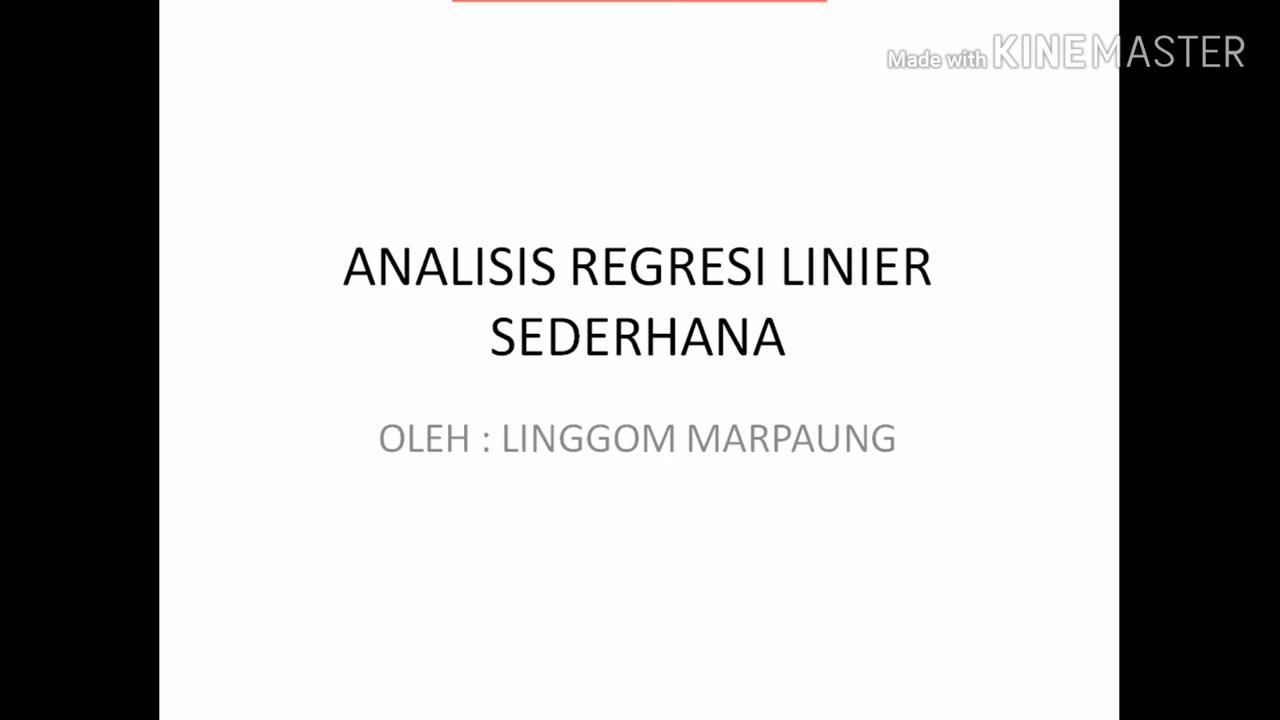 Made with KINEMASTER
ANALISIS REGRESI LINIER
SEDERHANA
OLEH : LINGGOM MARPAUNG